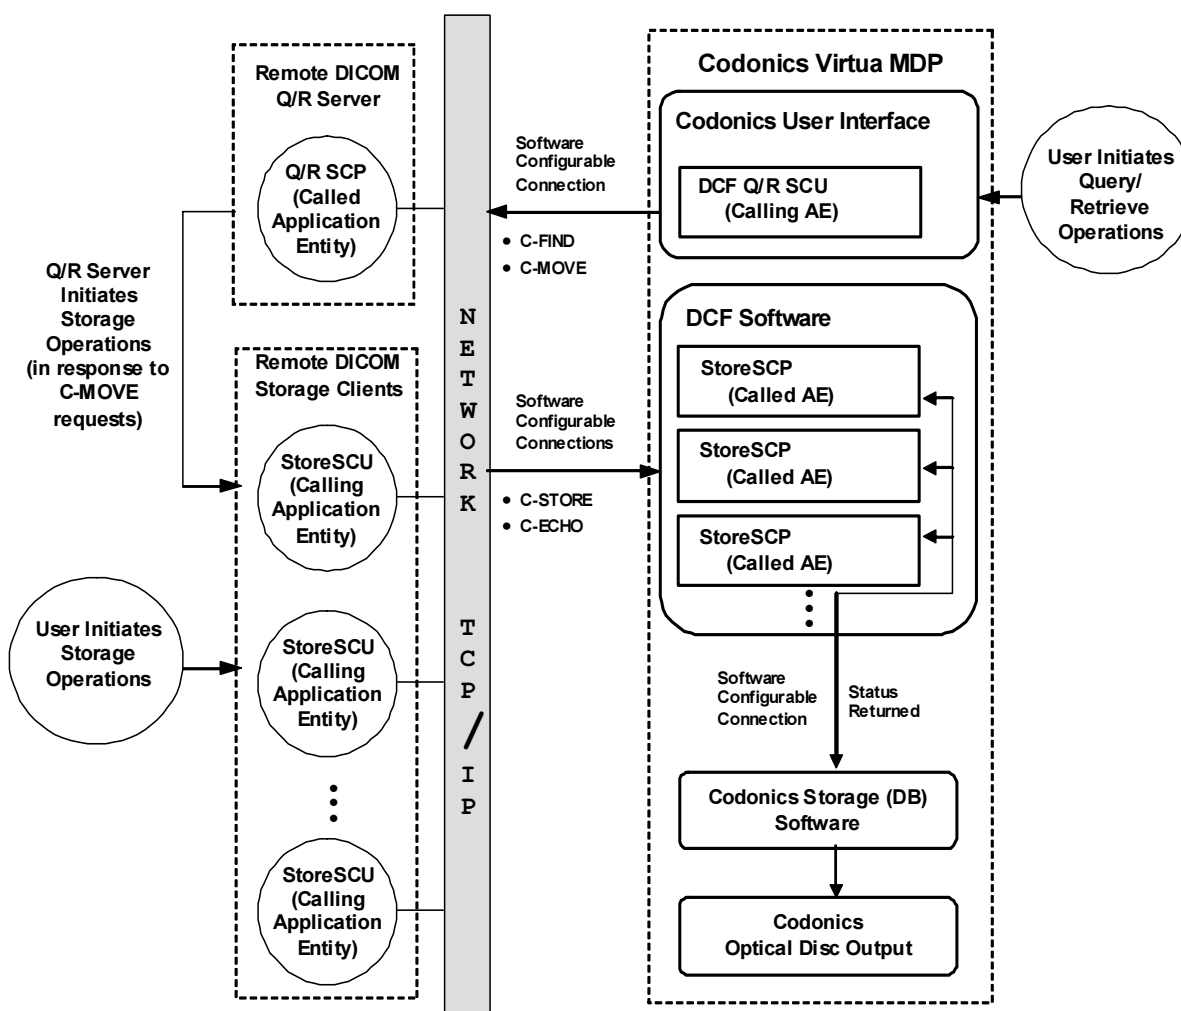 Remote DICOM
Q/R Server
Q/R SCP
(Called
Application
Entity)
Q/R Server
Initiates
Storage
Operations
(in response to
C-MOVE
requests)
Remote DICOM
Storage Clients
StoreSCU
(Calling
Application
Entity)
User Initiates
Storage
Operations
StoreSCU
(Calling
Application
Entity)
StoreSCU
(Calling
Application
Entity)
NETWORK TCP/IP
Software
Configurable
Connection
• C-FIND
• C-MOVE
Software
Configurable
Connections
• C-STORE
• C-ECHO
Codonics Virtua MDP
Codonics User Interface
DCF Q/R SCU
(Calling AE)
User Initiates
Query/
Retrieve
Operations
DCF Software
StoreSCP
(Called AE)
StoreSCP
(Called AE)
StoreSCP
(Called AE)
Software
Configurable
Connection
Status
Returned
Codonics Storage (DB)
Software
Codonics
Optical Disc Output